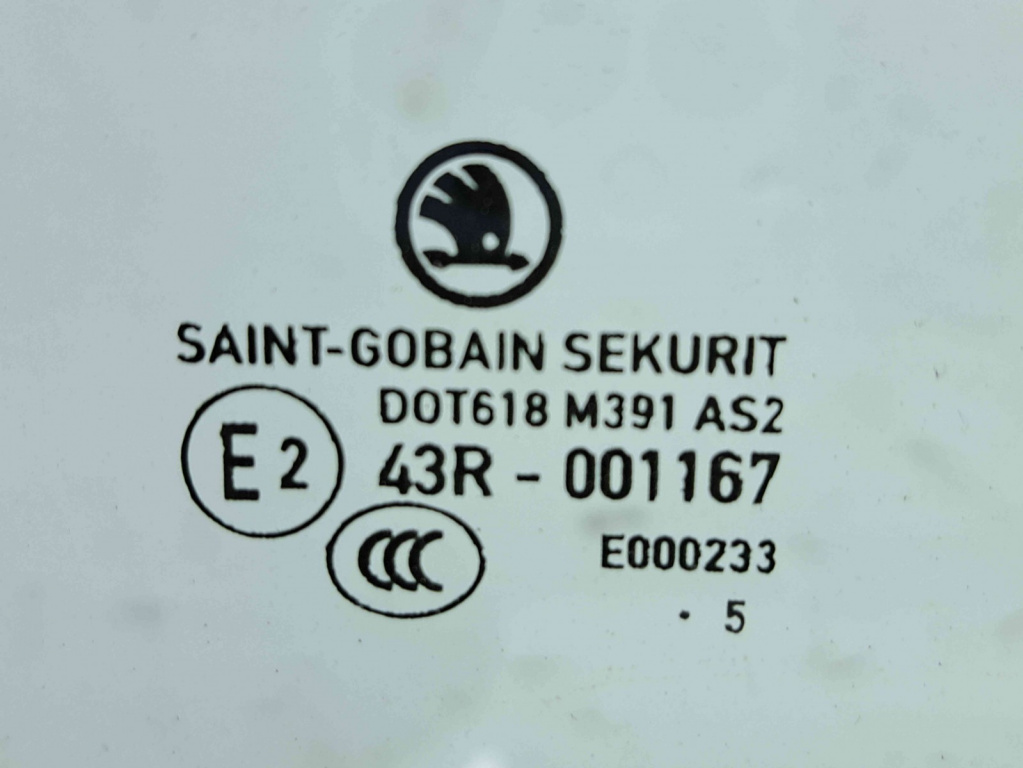 SAINT-GOBAIN SEKURIT
DOT618 M391 AS2
E2 43R - 001167
CCC E000233
. 5